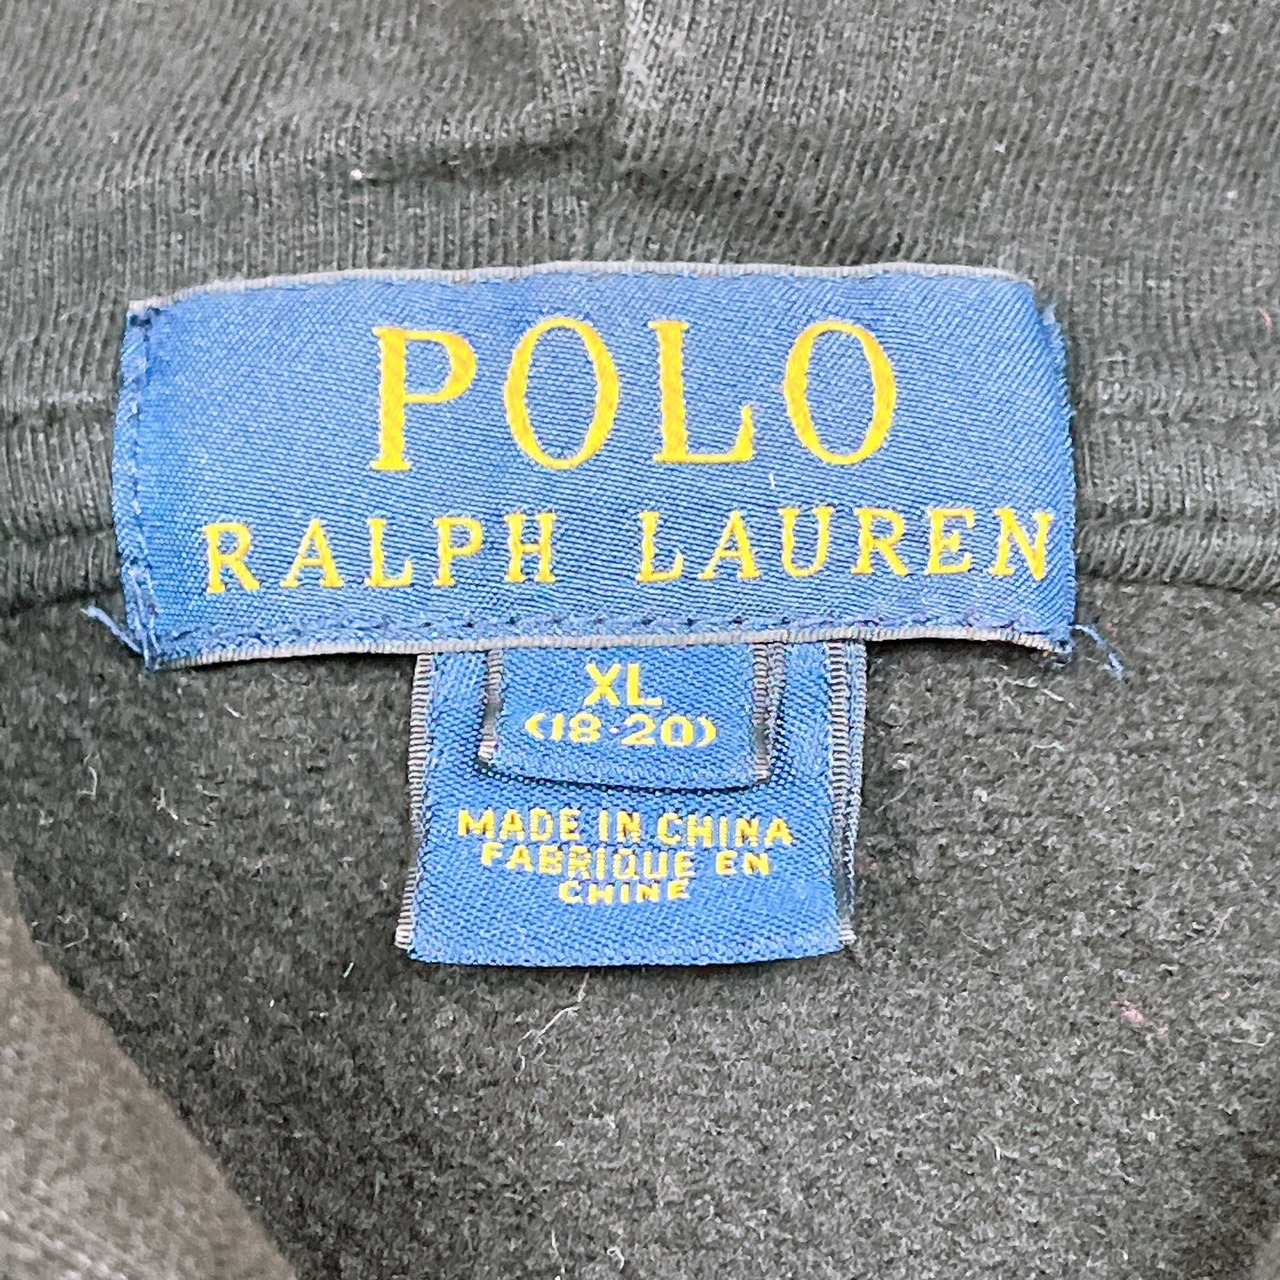 POLO
RALPH LAUREN
XL
(18·20)
MADE IN CHINA
FABRIQUE EN
CHINE